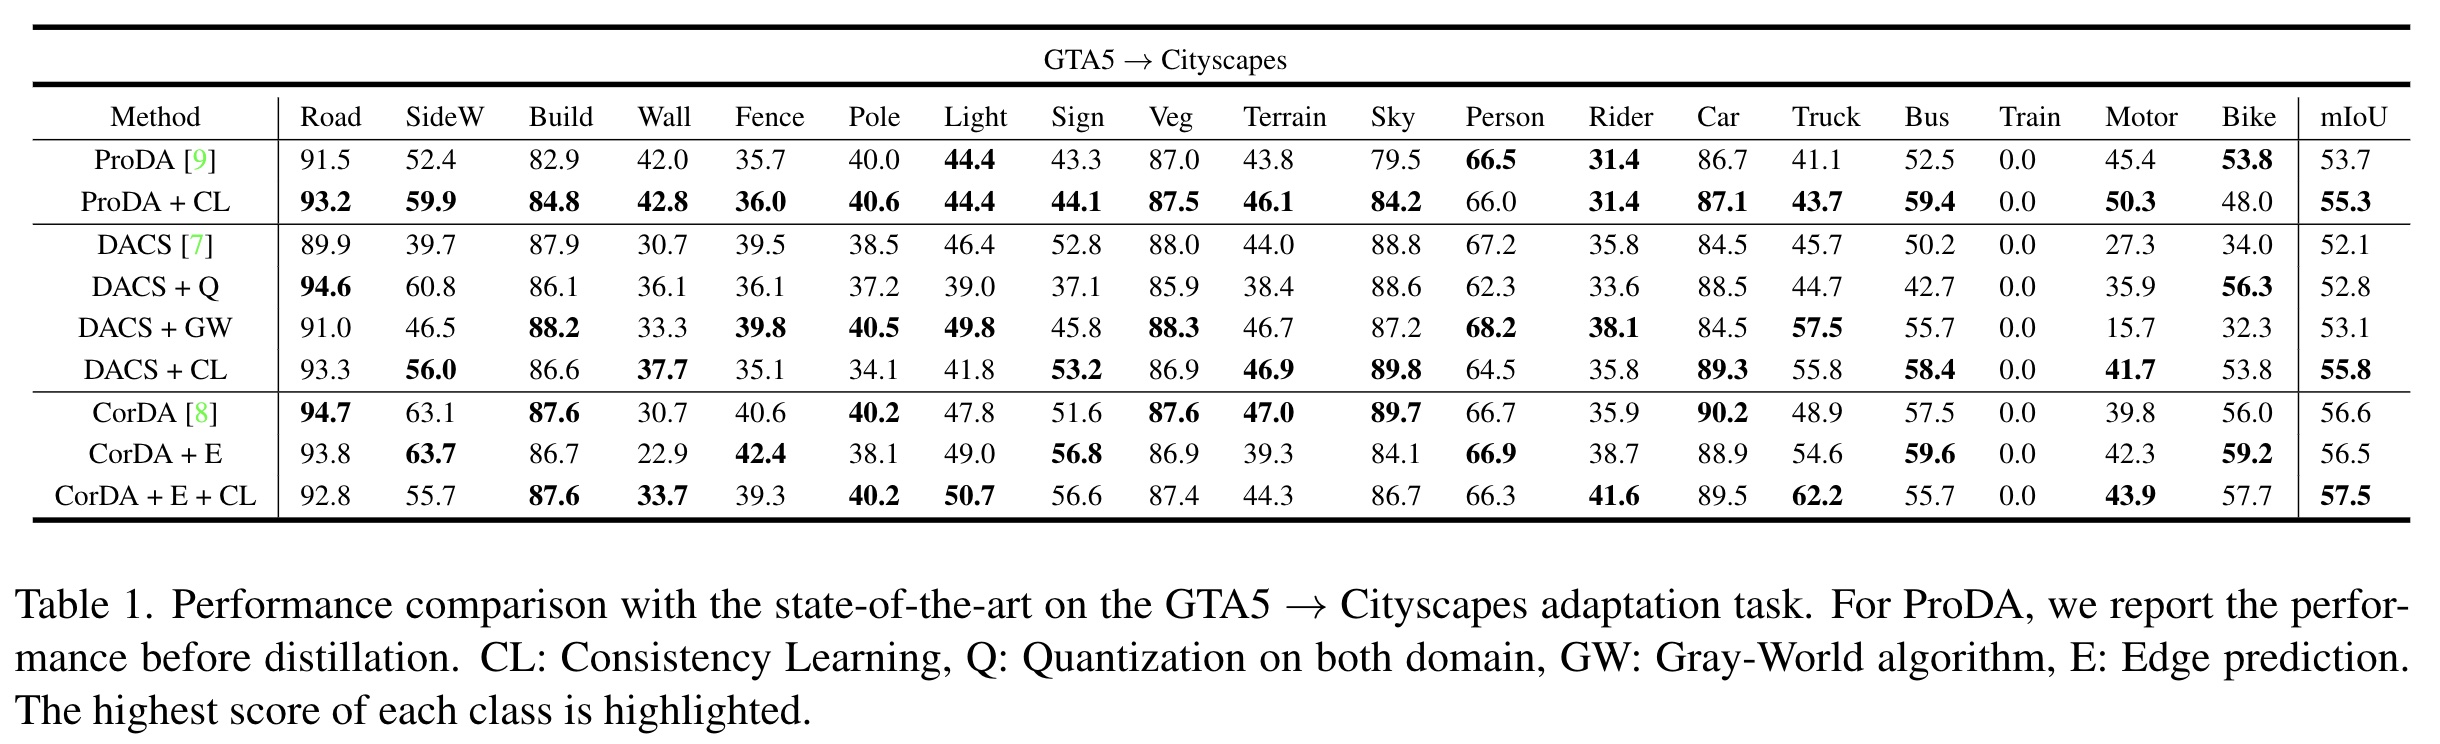 GTA5 → Cityscapes
Method Road SideW Build Wall Fence Pole Light Sign Veg Terrain Sky Person Rider Car Truck Bus Train Motor Bike mIoU
ProDA [9] 91.5 52.4 82.9 42.0 35.7 40.0 44.4 43.3 87.0 43.8 79.5 66.5 31.4 86.7 41.1 52.5 0.0 45.4 53.8 53.7
ProDA + CL 93.2 59.9 84.8 42.8 36.0 40.6 44.4 44.1 87.5 46.1 84.2 66.0 31.4 87.1 43.7 59.4 0.0 50.3 48.0 55.3
DACS [7] 89.9 39.7 87.9 30.7 39.5 38.5 46.4 52.8 88.0 44.0 88.8 67.2 35.8 84.5 45.7 50.2 0.0 27.3 34.0 52.1
DACS + Q 94.6 60.8 86.1 36.1 36.1 37.2 39.0 37.1 85.9 38.4 88.6 62.3 33.6 88.5 44.7 42.7 0.0 35.9 56.3 52.8
DACS + GW 91.0 46.5 88.2 33.3 39.8 40.5 49.8 45.8 88.3 46.7 87.2 68.2 38.1 84.5 57.5 55.7 0.0 15.7 32.3 53.1
DACS + CL 93.3 56.0 86.6 37.7 35.1 34.1 41.8 53.2 86.9 46.9 89.8 64.5 35.8 89.3 55.8 58.4 0.0 41.7 53.8 55.8
CorDA [8] 94.7 63.1 87.6 30.7 40.6 40.2 47.8 51.6 87.6 47.0 89.7 66.7 35.9 90.2 48.9 57.5 0.0 39.8 56.0 56.6
CorDA + E 93.8 63.7 86.7 22.9 42.4 38.1 49.0 56.8 86.9 39.3 84.1 66.9 38.7 88.9 54.6 59.6 0.0 42.3 59.2 56.5
CorDA + E + CL 92.8 55.7 87.6 33.7 39.3 40.2 50.7 56.6 87.4 44.3 86.7 66.3 41.6 89.5 62.2 55.7 0.0 43.9 57.7 57.5
Table 1. Performance comparison with the state-of-the-art on the GTA5 → Cityscapes adaptation task. For ProDA, we report the perfor-
mance before distillation. CL: Consistency Learning, Q: Quantization on both domain, GW: Gray-World algorithm, E: Edge prediction.
The highest score of each class is highlighted.